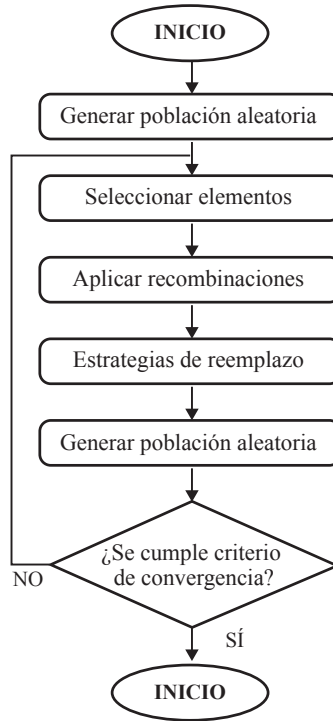 INICIO
Generar población aleatoria
Seleccionar elementos
Aplicar recombinaciones
Estrategias de reemplazo
Generar población aleatoria
¿Se cumple criterio
de convergencia?
NO
SÍ
INICIO